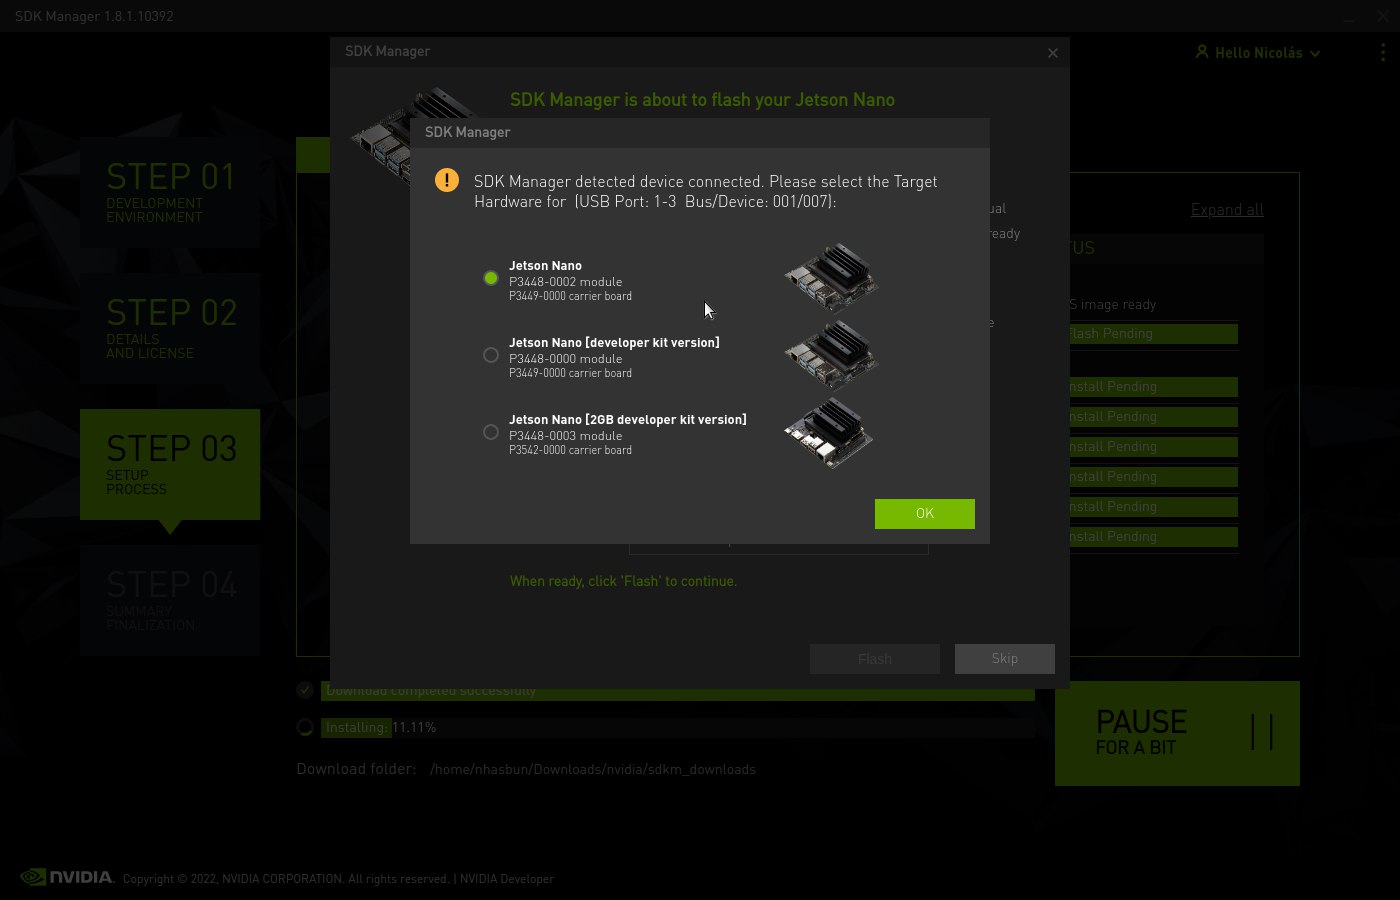 SDK Manager 1.8.1.10392
Hello Nicolás
SDK Manager
SDK Manager is about to flash your Jetson Nano
SDK Manager
SDK Manager detected device connected. Please select the Target
Hardware for (USB Port: 1-3 Bus/Device: 001/007):
Jetson Nano
P3448-0002 module
P3449-0000 carrier board
Jetson Nano [developer kit version]
P3448-0000 module
P3449-0000 carrier board
Jetson Nano [2GB developer kit version]
P3448-0003 module
P3542-0000 carrier board
OK
When ready, click 'Flash' to continue.
Flash
Skip
STEP 01
DEVELOPMENT
ENVIRONMENT
STEP 02
DETAILS
AND LICENSE
STEP 03
SETUP
PROCESS
STEP 04
SUMMARY
FINALIZATION
Expand all
TUS
S image ready
Flash Pending
nstall Pending
nstall Pending
nstall Pending
nstall Pending
nstall Pending
nstall Pending
ready
Download completed successfully
Installing: 11.11%
Download folder: /home/nhasbun/Downloads/nvidia/sdkm_downloads
PAUSE
FOR A BIT
NVIDIA. Copyright © 2022, NVIDIA CORPORATION. All rights reserved. | NVIDIA Developer